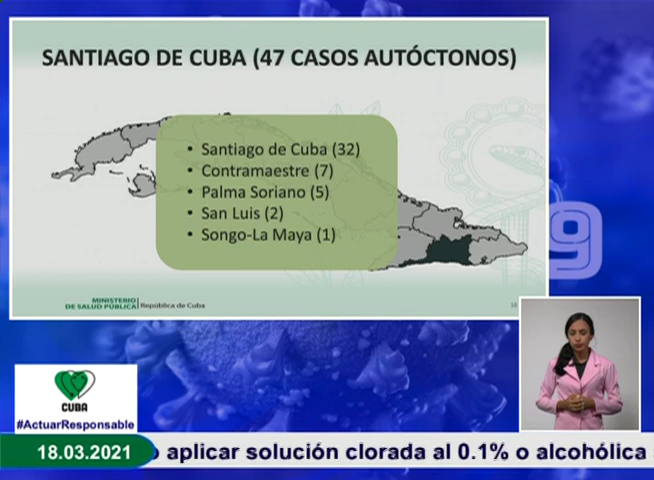 SANTIAGO DE CUBA (47 CASOS AUTÓCTONOS)
• Santiago de Cuba (32)
• Contramaestre (7)
• Palma Soriano (5)
• San Luis (2)
• Songo-La Maya (1)
MINISTERIO
DE SALUD PÚBLICA
República de Cuba
9
CUBA
#ActuarResponsable
18.03.2021
aplicar solución clorada al 0.1% o alcohólica